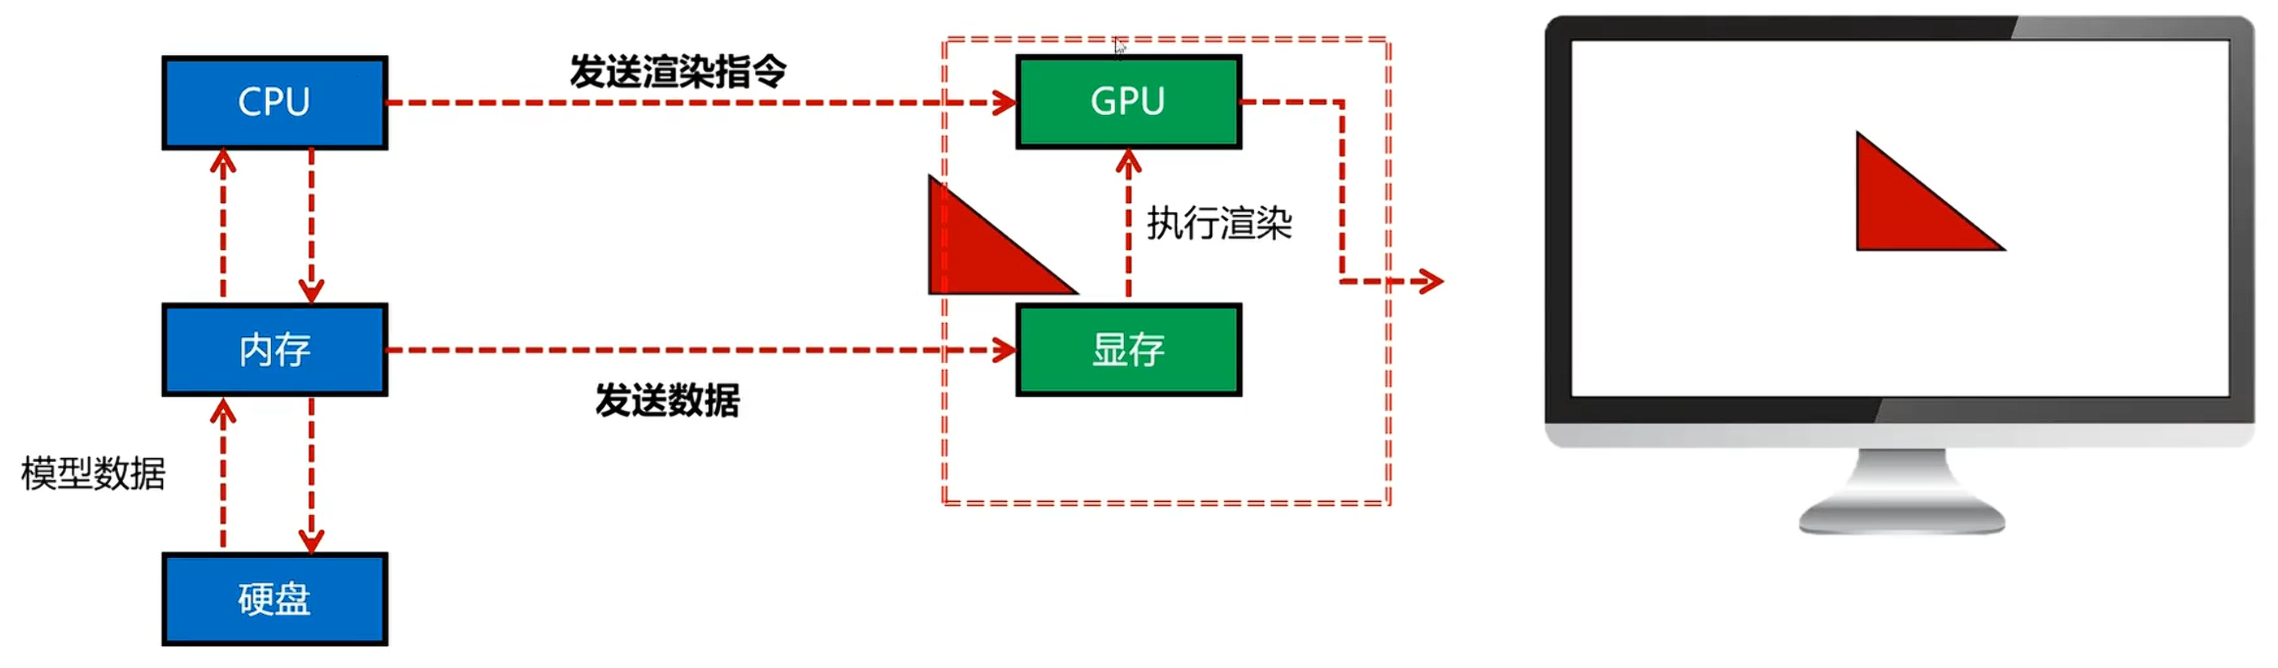 CPU
发送渲染指令
GPU
执行渲染
内存
发送数据
显存
模型数据
硬盘